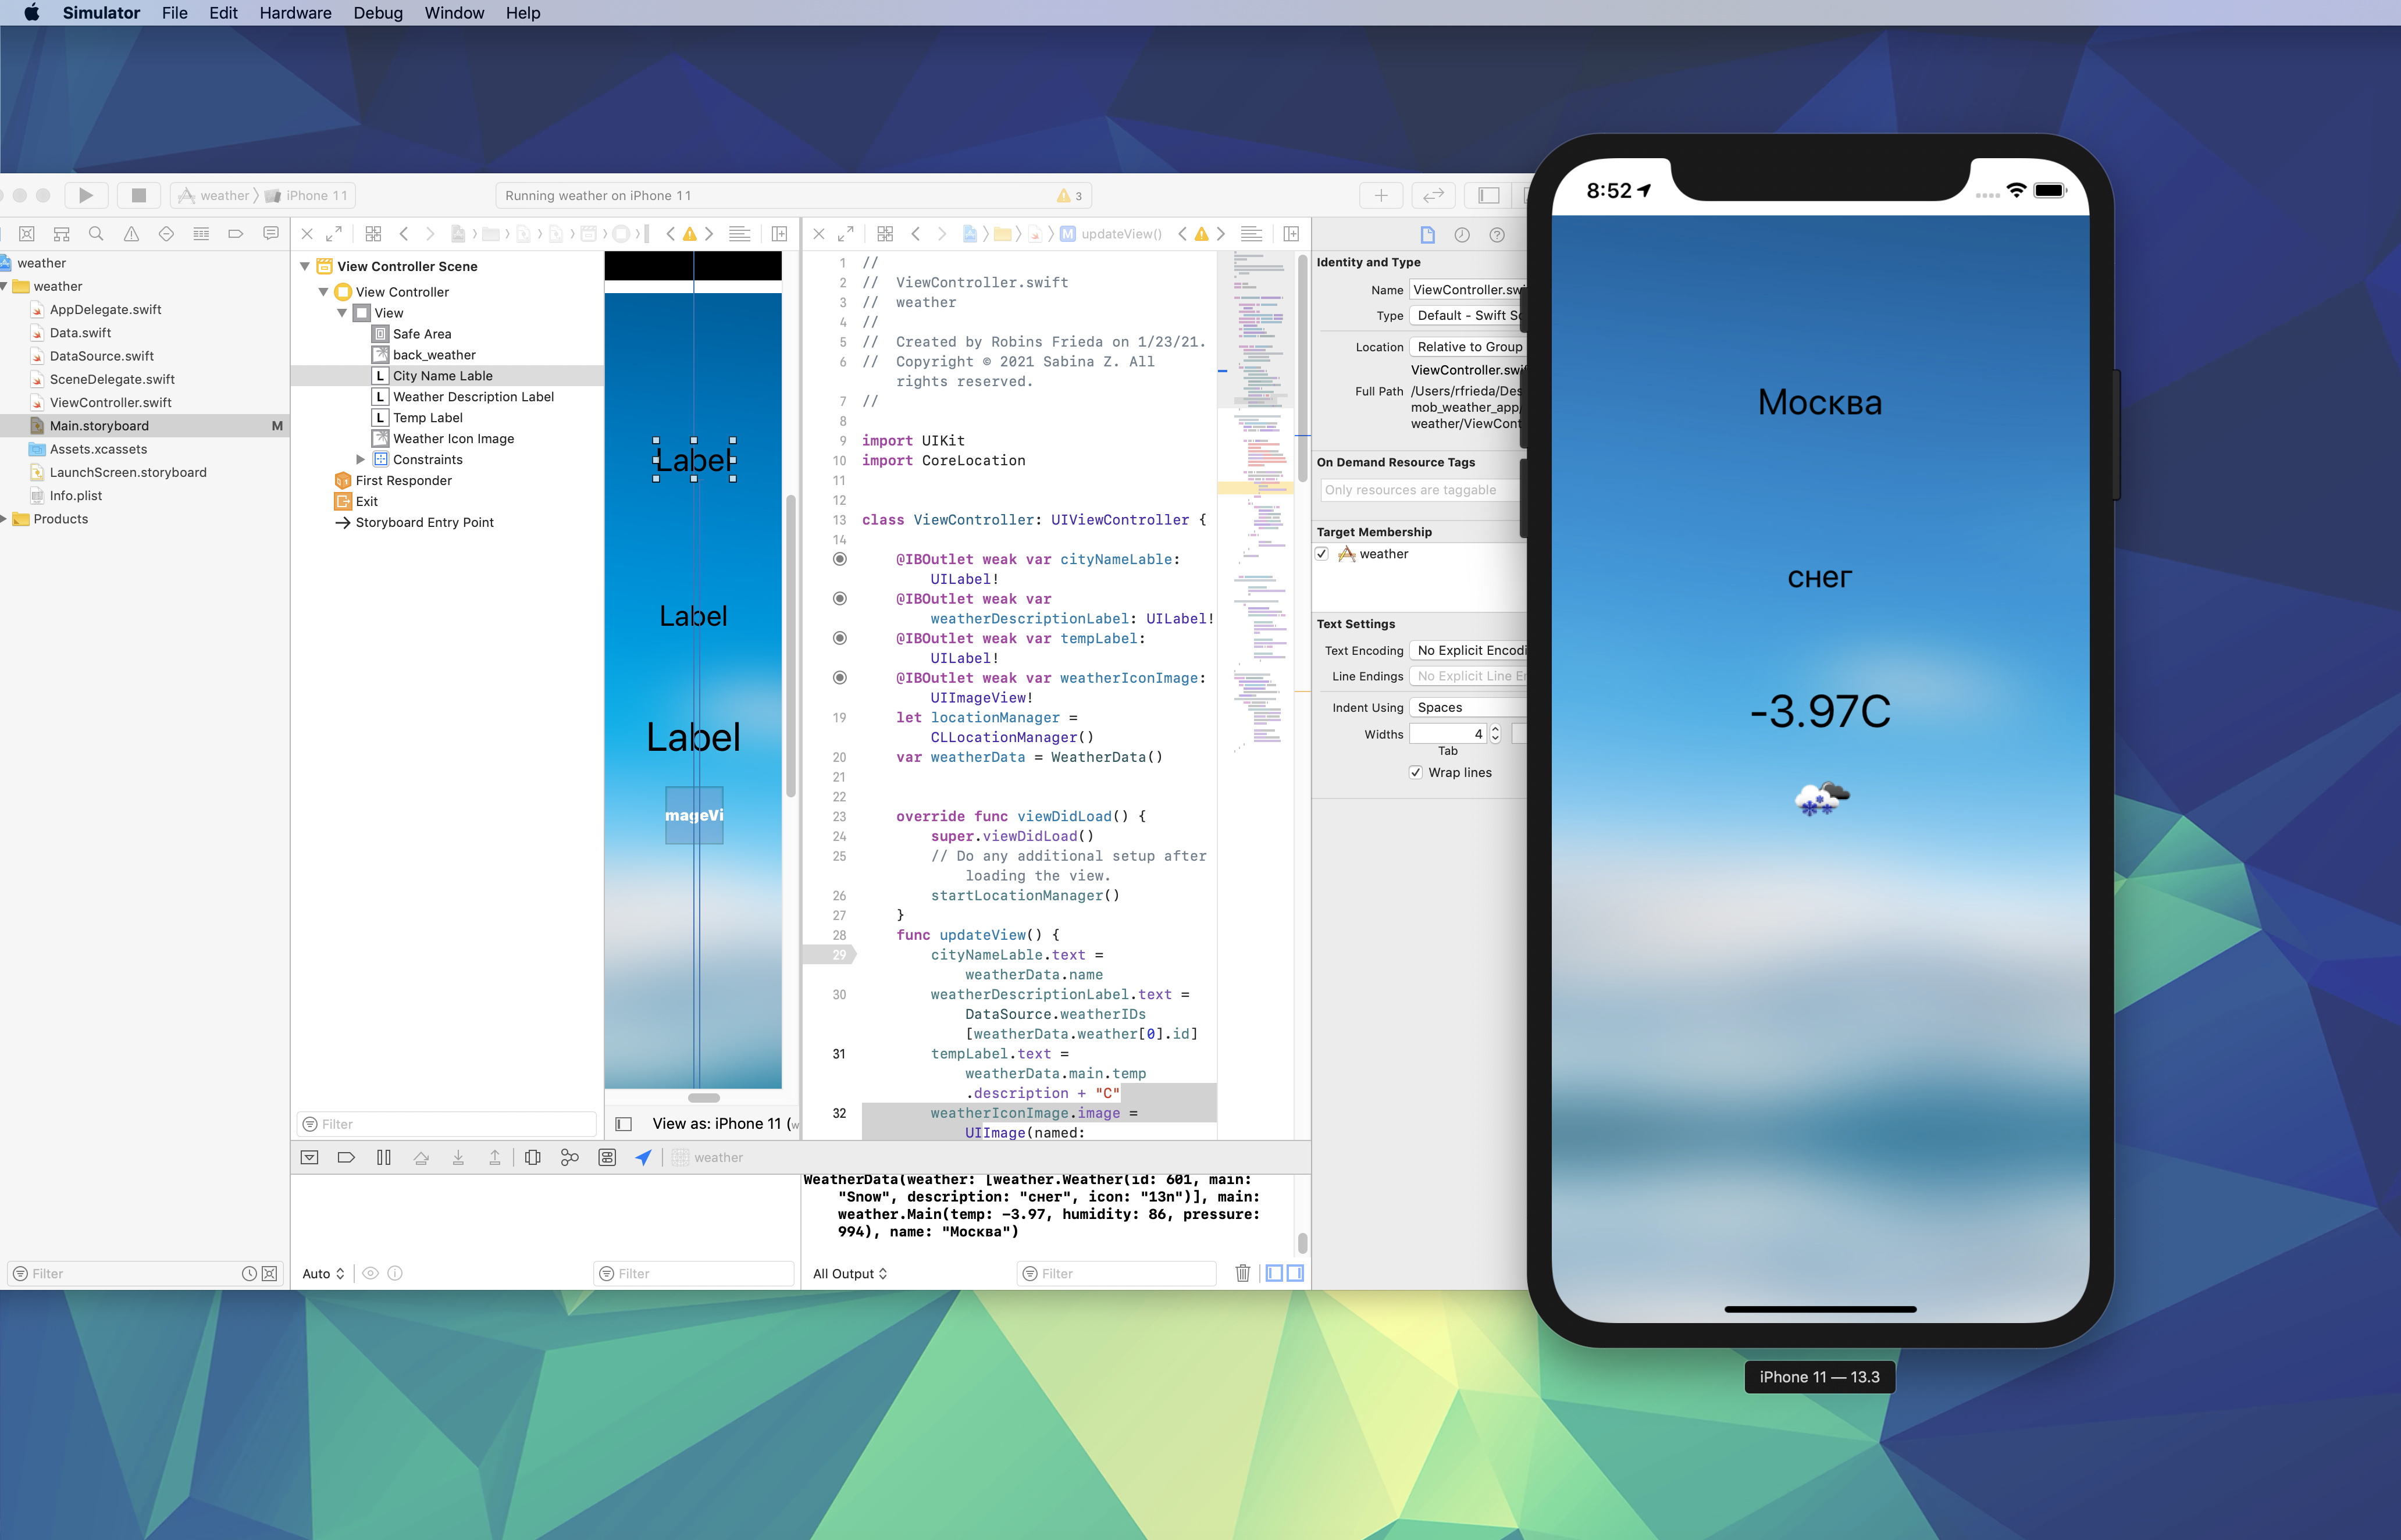 Simulator File Edit Hardware Debug Window Help
weather iPhone 11
Running weather on iPhone 11
3
updateView()
weather
weather
AppDelegate.swift
Data.swift
DataSource.swift
SceneDelegate.swift
ViewController.swift
Main.storyboard M
Assets.xcassets
LaunchScreen.storyboard
Info.plist
Products
Filter
View Controller Scene
View Controller
View
Safe Area
back_weather
L City Name Lable
L Weather Description Label
L Temp Label
Weather Icon Image
Constraints
First Responder
Exit
Storyboard Entry Point
Filter
Label
Label
Label
mageVi
View as: iPhone 11 (w
1 //
2 // ViewController.swift
3 // weather
4 //
5 // Created by Robins Frieda on 1/23/21.
6 // Copyright © 2021 Sabina Z. All
rights reserved.
7 //
8
9 import UIKit
10 import CoreLocation
11
12
13 class ViewController: UIViewController {
14
@IBOutlet weak var cityNameLable:
UILabel!
@IBOutlet weak var
weatherDescriptionLabel: UILabel!
@IBOutlet weak var tempLabel:
UILabel!
@IBOutlet weak var weatherIconImage:
UIImageView!
19 let locationManager =
CLLocationManager()
20 var weatherData = WeatherData()
21
22
23 override func viewDidLoad() {
24 super.viewDidLoad()
25 // Do any additional setup after
loading the view.
26 startLocationManager()
27 }
28 func updateView() {
29 cityNameLable.text =
weatherData.name
30 weatherDescriptionLabel.text =
DataSource.weatherIDs
[weatherData.weather[0].id]
31 tempLabel.text =
weatherData.main.temp
.description + "C"
32 weatherIconImage.image =
UIImage(named:
weather
WeatherData(weather: [weather.Weather(id: 601, main:
"Snow", description: "снег", icon: "13n")], main:
weather.Main(temp: -3.97, humidity: 86, pressure:
994), name: "Москва")
Auto
Filter
All Output
Filter
Identity and Type
Name ViewController.swi
Type Default - Swift So
Location Relative to Group
ViewController.swif
Full Path /Users/rfrieda/Des
mob_weather_app/
weather/ViewCont
On Demand Resource Tags
Only resources are taggable
Target Membership
weather
Text Settings
Text Encoding No Explicit Encodi
Line Endings No Explicit Line En
Indent Using Spaces
Widths 4
Tab
Wrap lines
8:52
Москва
снег
-3.97C
iPhone 11 — 13.3